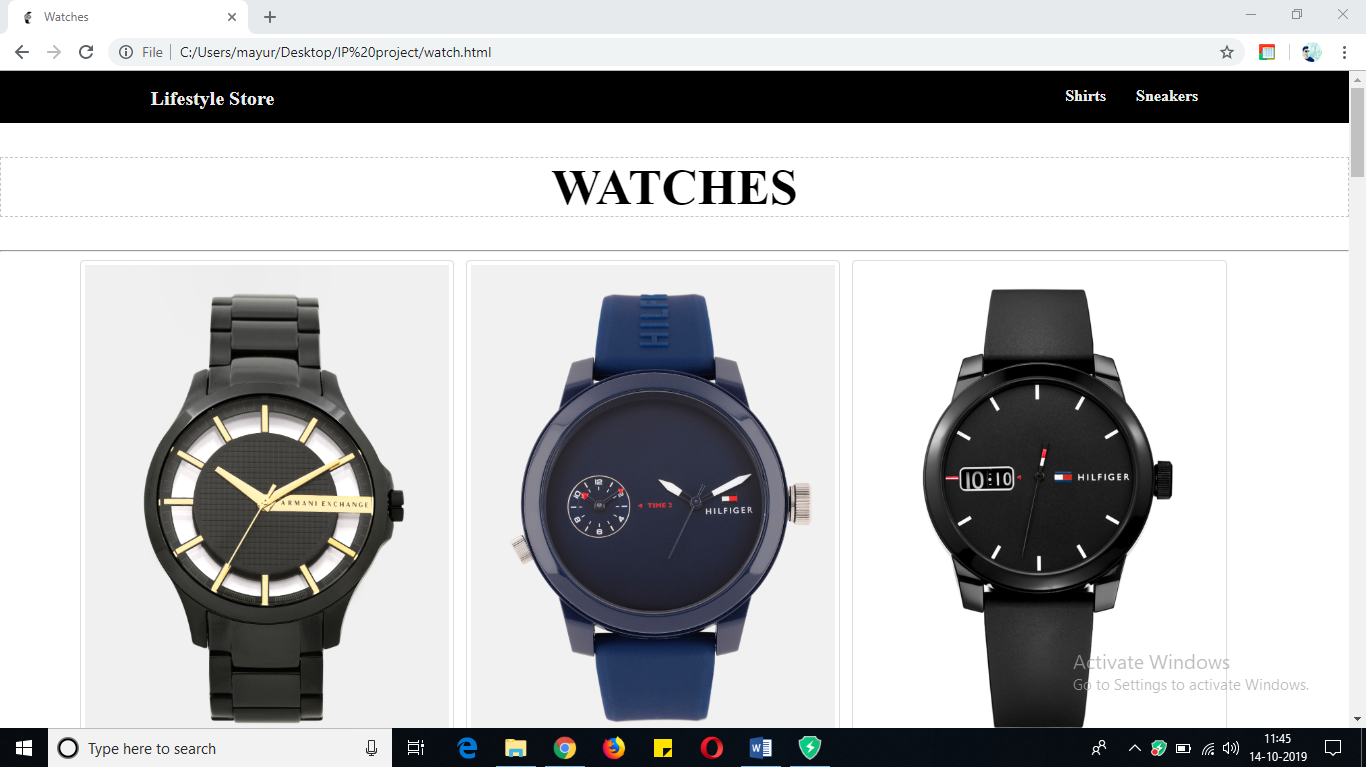 Watches
File
C:/Users/mayur/Desktop/IP%20project/watch.html
Lifestyle Store
Shirts
Sneakers
WATCHES
ARMANI EXCHANGE
HILF
12
TIME 2
HILFIGER
10:10
HILFIGER
Activate Windows
Go to Settings to activate Windows.
Type here to search
11:45
14-10-2019